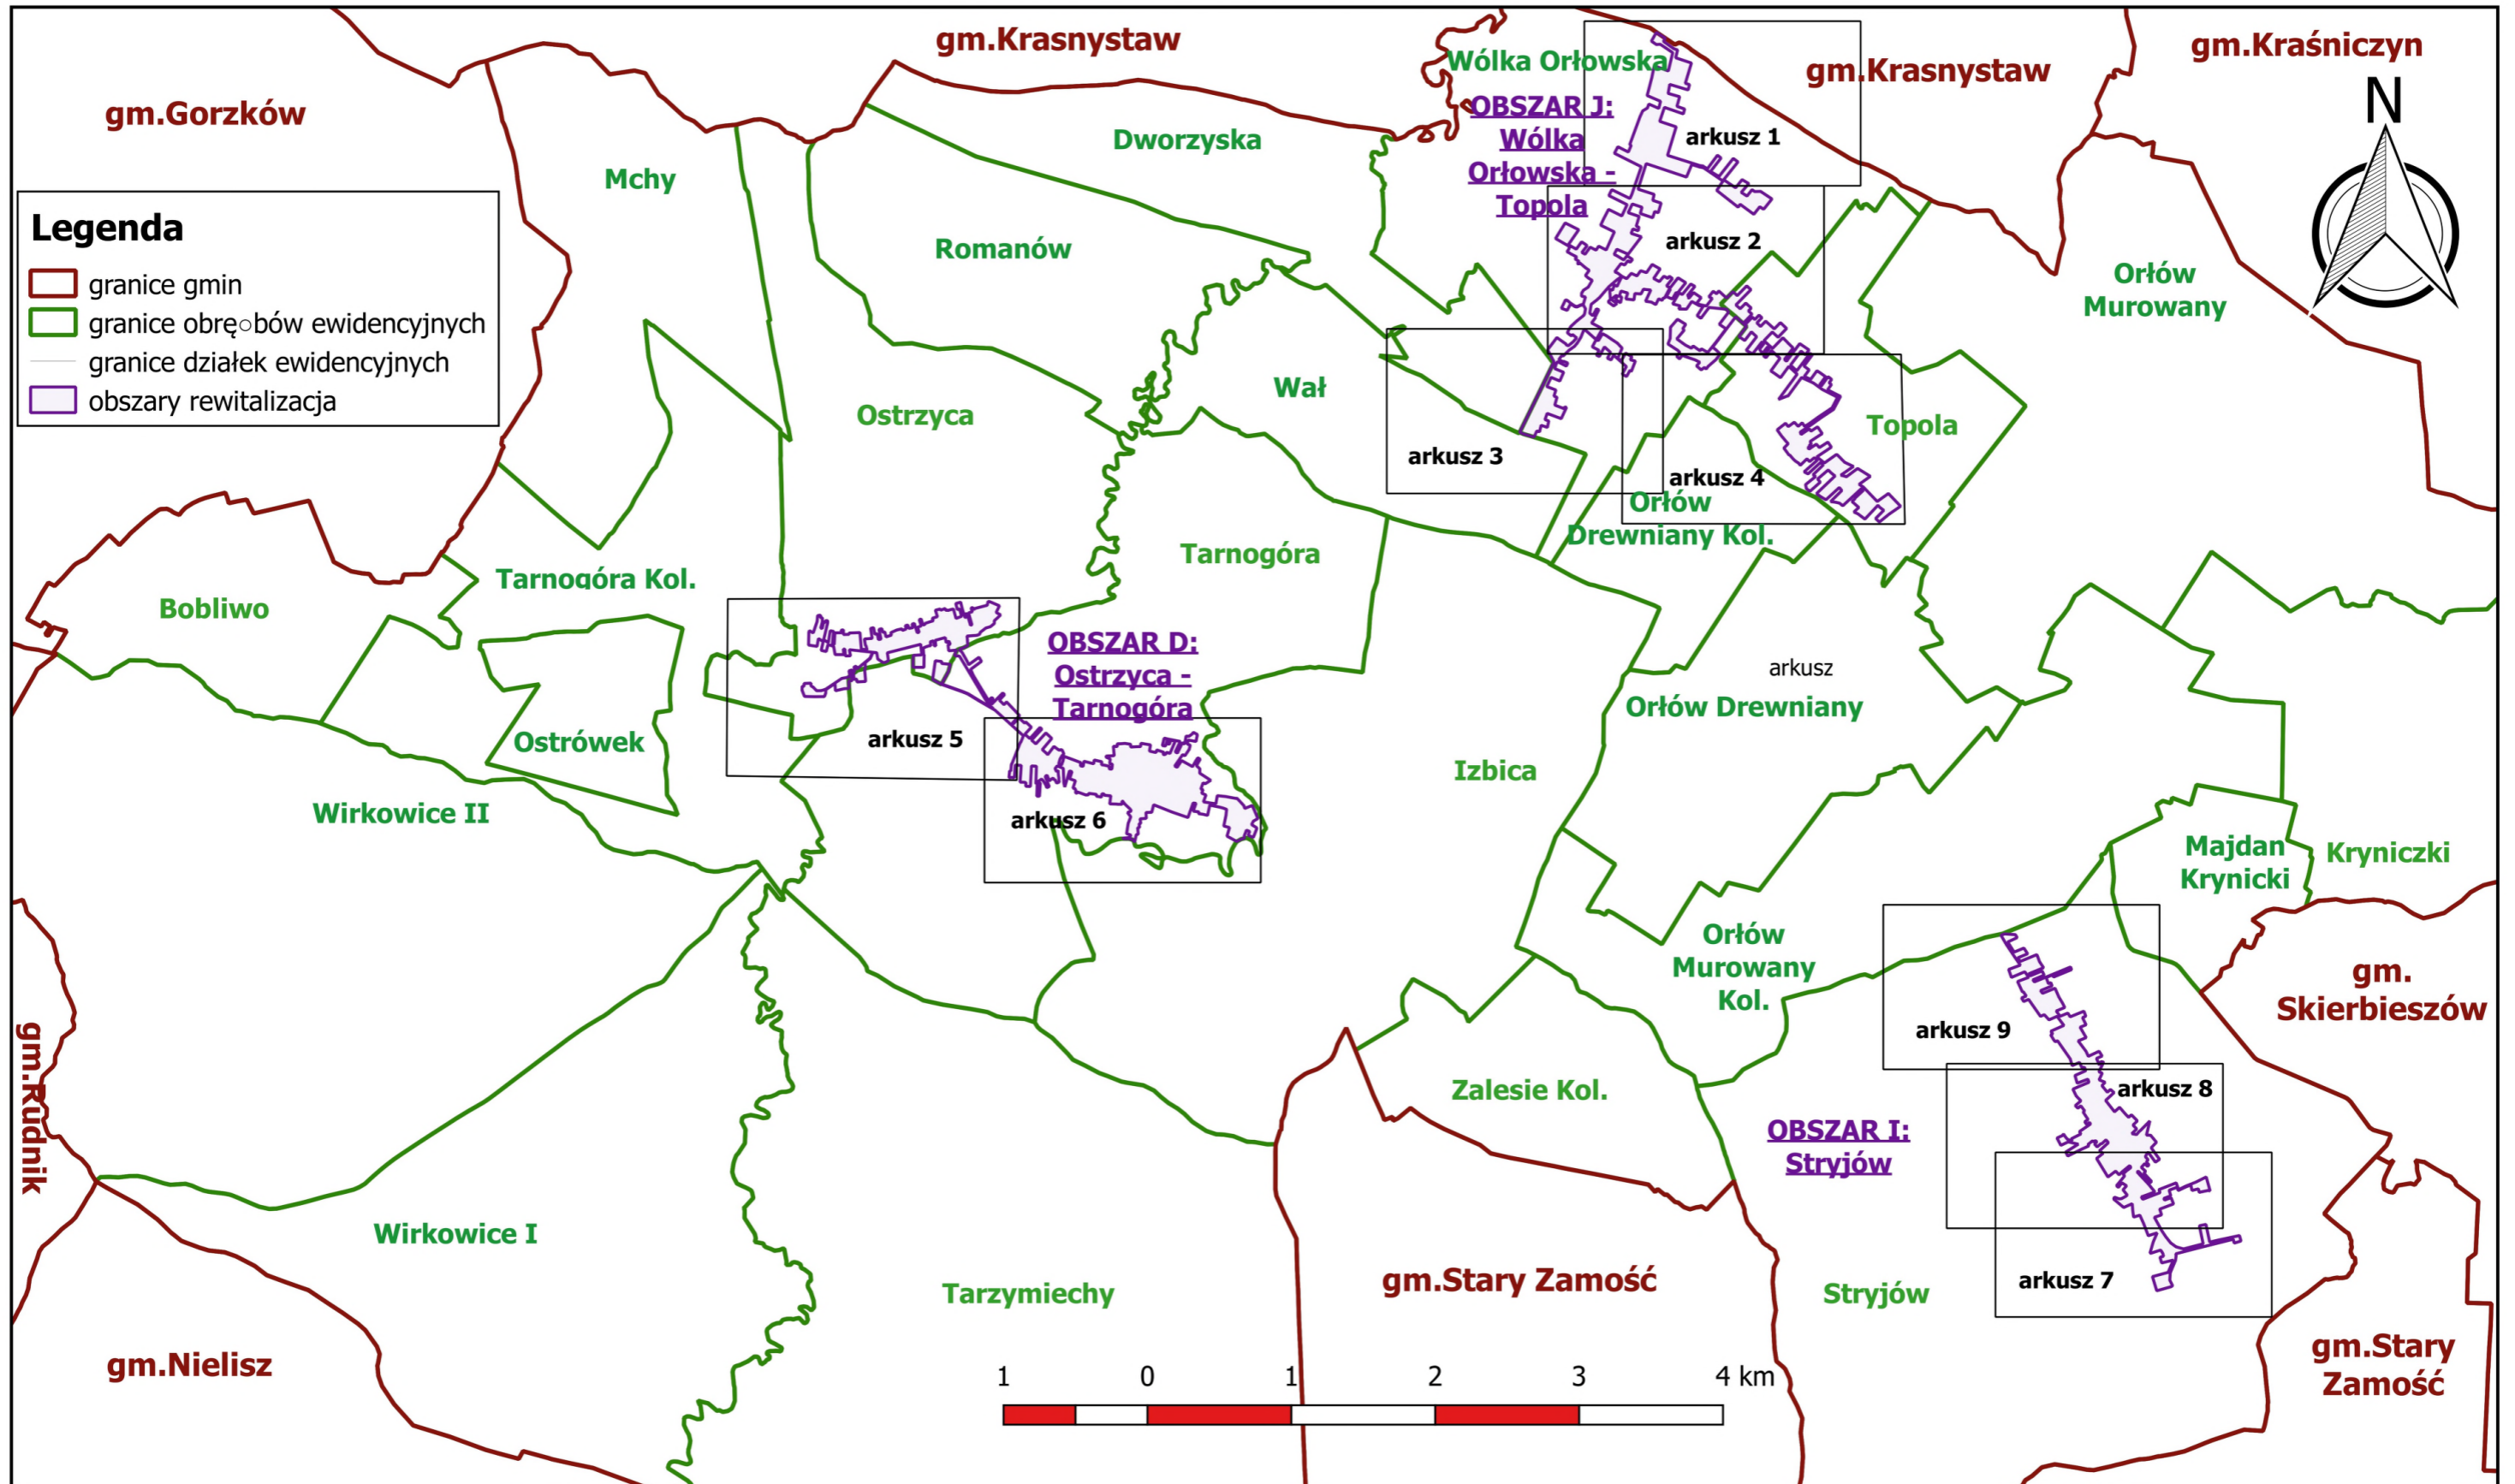 gm.Krasnystaw
gm.Kraśniczyn
gm.Krasnystaw
gm.Gorzków
Wólka Orłowska
N
OBSZAR J:
Wólka
Orłowska -
Topola
arkusz 1
Dworzyska
Mchy
Legenda
granice gmin
granice obrę○bów ewidencyjnych
granice działek ewidencyjnych
obszary rewitalizacja
Romanów
arkusz 2
Orłów
Murowany
Wał
Ostrzyca
Topola
arkusz 3
arkusz 4
Orłów
Drewniany Kol.
Tarnogóra
Tarnogóra Kol.
Bobliwo
OBSZAR D:
Ostrzyca -
Tarnogóra
arkusz
Orłów Drewniany
arkusz 5
Ostrówek
Izbica
Wirkowice II
arkusz 6
Majdan
Krynicki
Kryniczki
Orłów
Murowany
Kol.
gm.
Skierbieszów
arkusz 9
gm.Rudnik
Zalesie Kol.
arkusz 8
OBSZAR I:
Stryjów
Wirkowice I
Tarzymiechy
gm.Stary Zamość
Stryjów
arkusz 7
gm.Nielisz
gm.Stary
Zamość
1 0 1 2 3 4 km